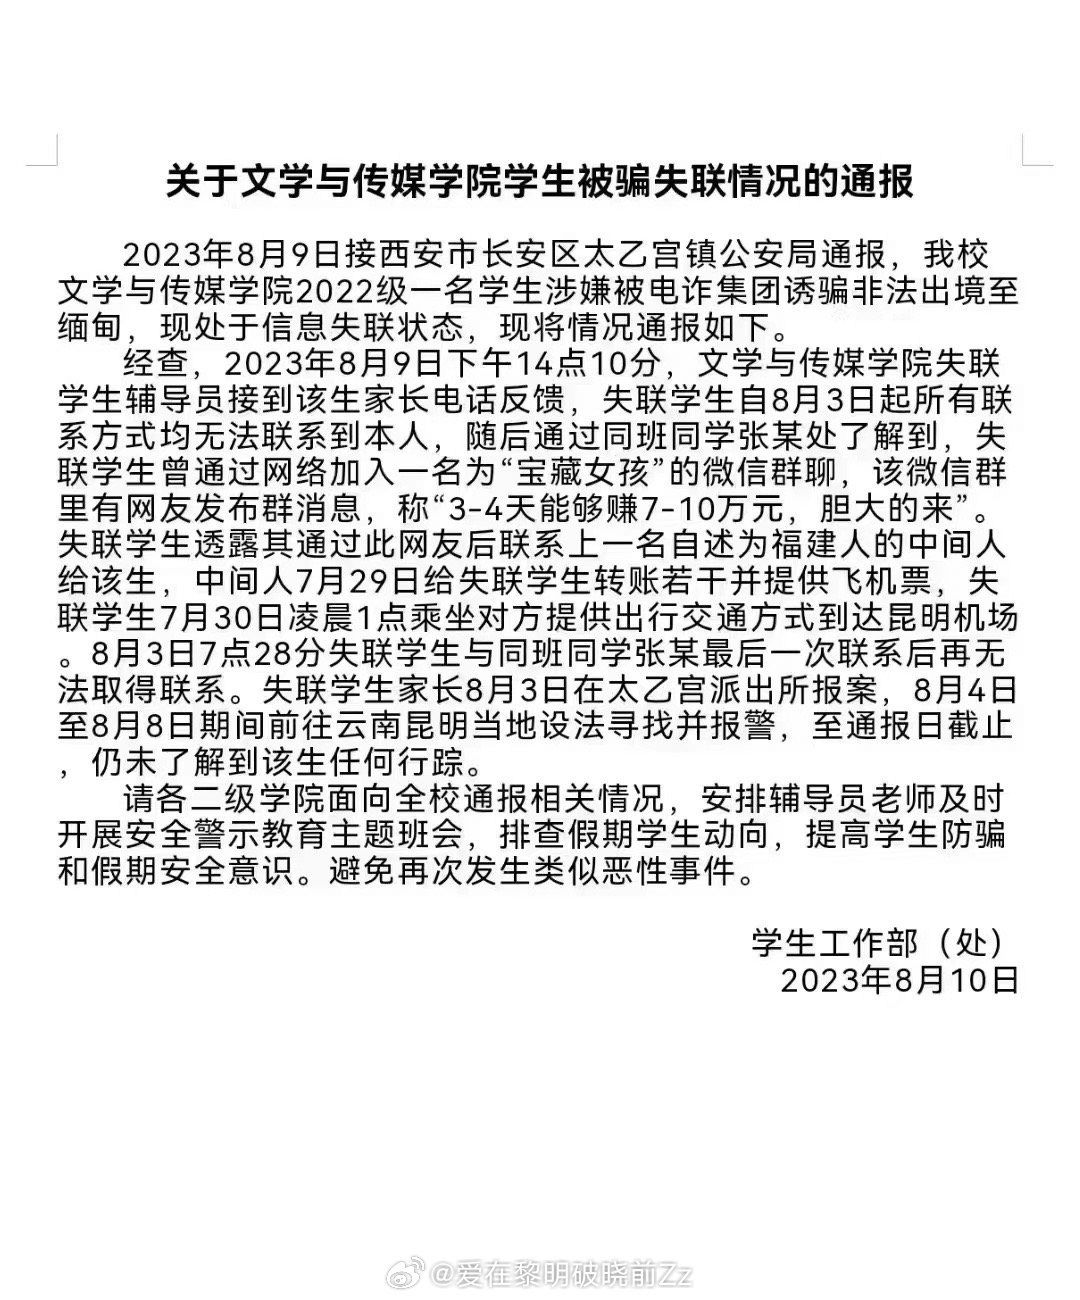 关于文学与传媒学院学生被骗失联情况的通报
2023年8月9日接西安市长安区太乙宫镇公安局通报，我校
文学与传媒学院2022级一名学生涉嫌被电诈集团诱骗非法出境至
缅甸，现处于信息失联状态，现将情况通报如下。
经查，2023年8月9日下午14点10分，文学与传媒学院失联
学生辅导员接到该生家长电话反馈，失联学生自8月3日起所有联
系方式均无法联系到本人，随后通过同班同学张某处了解到，失
联学生曾通过网络加入一名为“宝藏女孩”的微信群聊，该微信群
里有网友发布群消息，称“3-4天能够赚7-10万元，胆大的来”。
失联学生透露其通过此网友后联系上一名自述为福建人的中间人
给该生，中间人7月29日给失联学生转账若干并提供飞机票，失
联学生7月30日凌晨1点乘坐对方提供出行交通方式到达昆明机场
。8月3日7点28分失联学生与同班同学张某最后一次联系后再无
法取得联系。失联学生家长8月3日在太乙宫派出所报案，8月4日
至8月8日期间前往云南昆明当地设法寻找并报警，至通报日截止
，仍未了解到该生任何行踪。
请各二级学院面向全校通报相关情况，安排辅导员老师及时
开展安全警示教育主题班会，排查假期学生动向，提高学生防骗
和假期安全意识。避免再次发生类似恶性事件。
学生工作部（处）
2023年8月10日
@爱在黎明破晓前Zz